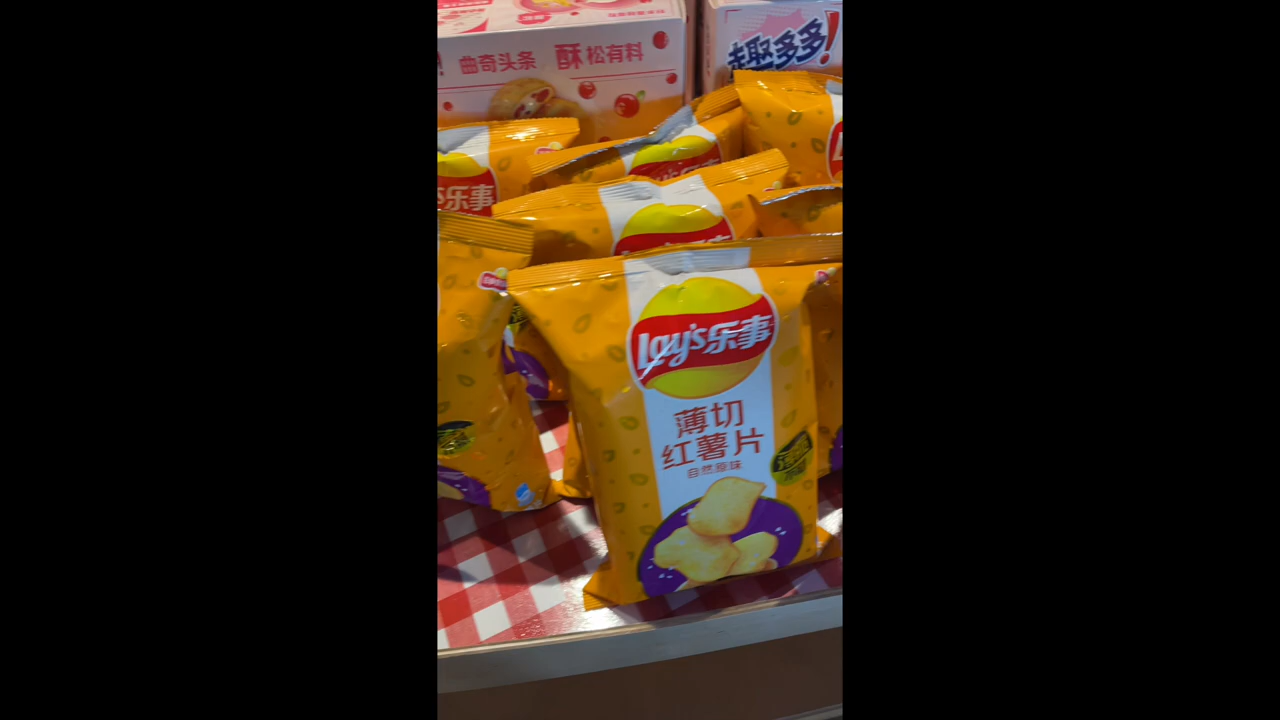 曲奇头条 酥松有料
趣多多!
乐事
Lay's乐事
薄切
红薯片
自然原味